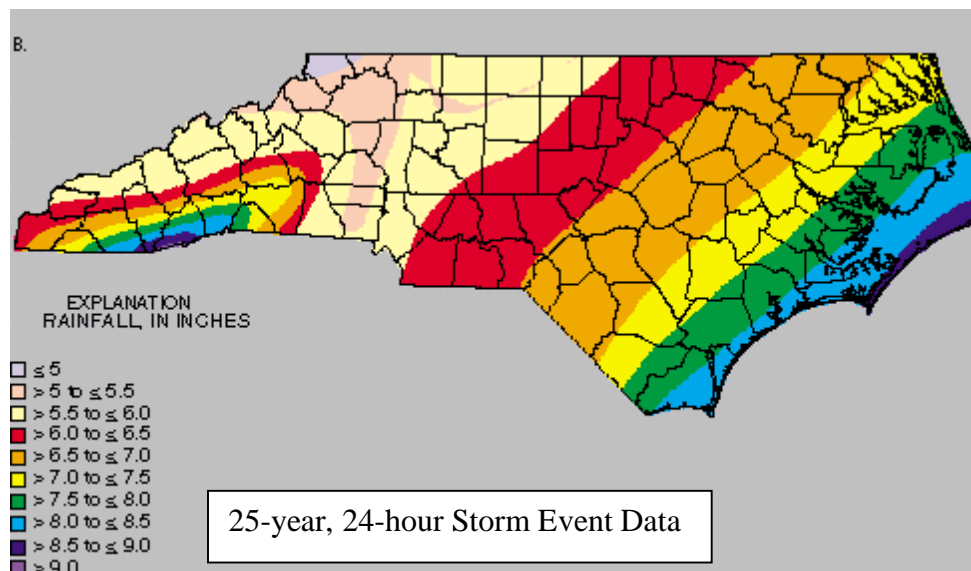 B.
EXPLANATION
RAINFALL, IN INCHES
≤ 5
> 5 to ≤ 5.5
> 5.5 to ≤ 6.0
> 6.0 to ≤ 6.5
> 6.5 to ≤ 7.0
> 7.0 to ≤ 7.5
> 7.5 to ≤ 8.0
> 8.0 to ≤ 8.5
> 8.5 to ≤ 9.0
> 9.0
25-year, 24-hour Storm Event Data